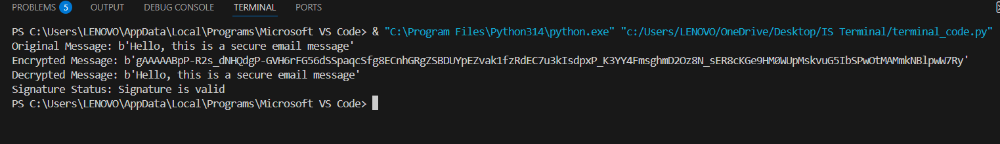 PROBLEMS 5 OUTPUT DEBUG CONSOLE TERMINAL PORTS
PS C:\Users\LENOVO\AppData\Local\Programs\Microsoft VS Code> & "C:\Program Files\Python314\python.exe" "c:/Users/LENOVO/OneDrive/Desktop/IS Terminal/terminal_code.py"
Original Message: b'Hello, this is a secure email message'
Encrypted Message: b'gAAAAABpP-R2s_dNHQdgP-GVH6rFG56dSSpaqcSfg8ECnhGRgZSBDUYpEZvak1fzRdEC7u3kIsdpxP_K3YY4FmsghmD2Oz8N_sER8cKGe9HM0WUpMskvuG5IbSPwOtMAMmkNBlpwW7Ry'
Decrypted Message: b'Hello, this is a secure email message'
Signature Status: Signature is valid
PS C:\Users\LENOVO\AppData\Local\Programs\Microsoft VS Code>